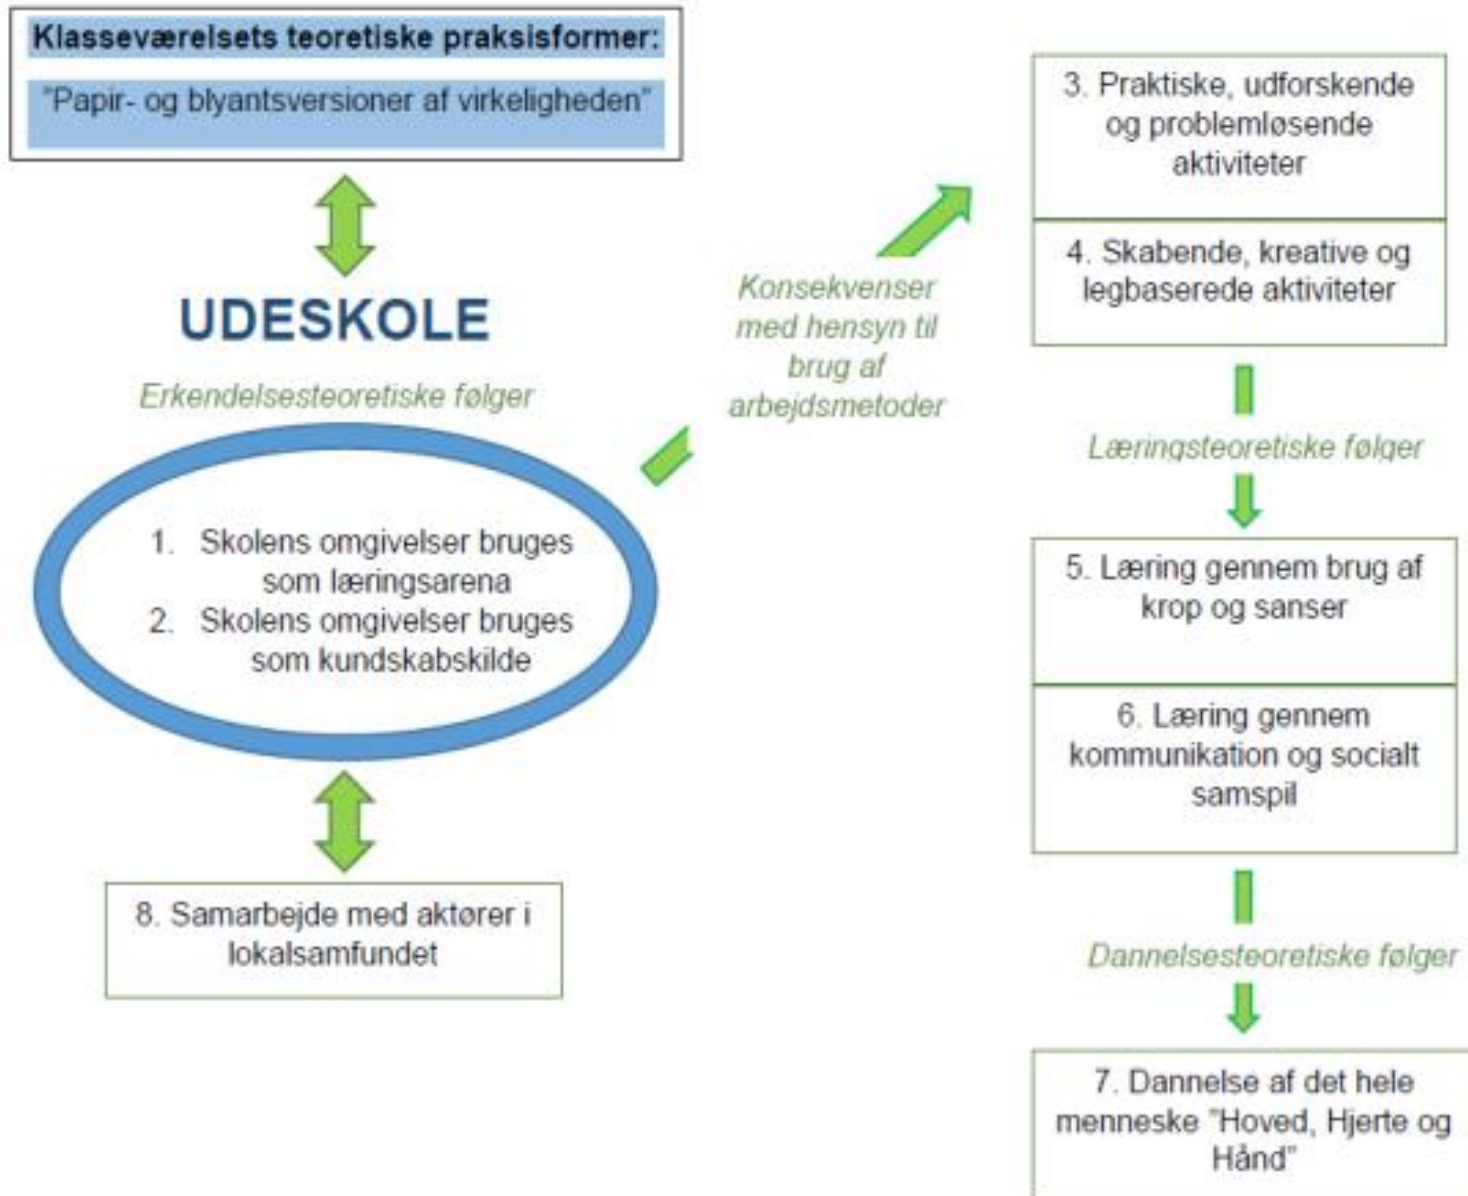 Klasseværelsets teoretiske praksisformer:
"Papir- og blyantsversioner af virkeligheden"
UDESKOLE
Erkendelsesteoretiske følger
1. Skolens omgivelser bruges
som læringsarena
2. Skolens omgivelser bruges
som kundskabskilde
8. Samarbejde med aktører i
lokalsamfundet
Konsekvenser
med hensyn til
brug af
arbejdsmetoder
3. Praktiske, udforskende
og problemløsende
aktiviteter
4. Skabende, kreative og
legbaserede aktiviteter
Læringsteoretiske følger
5. Læring gennem brug af
krop og sanser
6. Læring gennem
kommunikation og socialt
samspil
Dannelsesteoretiske følger
7. Dannelse af det hele
menneske "Hoved, Hjerte og
Hånd"